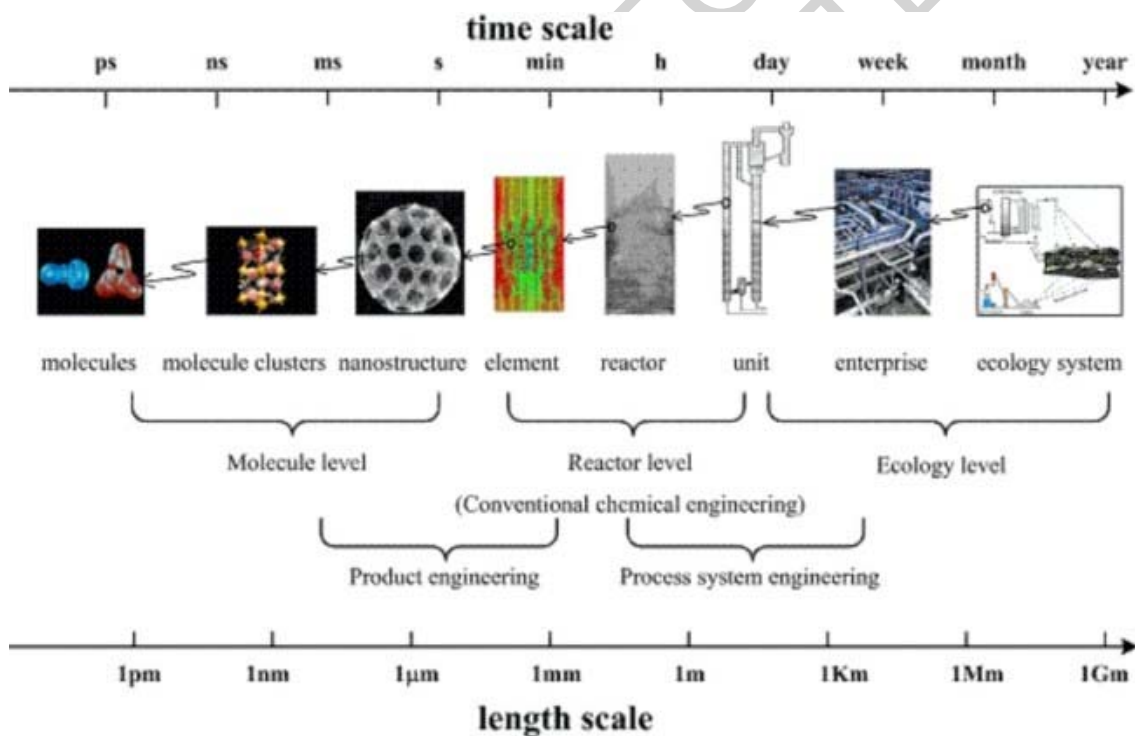 time scale
ps ns ms s min h day week month year
molecules molecule clusters nanostructure element reactor unit enterprise ecology system
Molecule level Reactor level Ecology level
(Conventional chemical engineering)
Product engineering Process system engineering
1pm 1nm 1μm 1mm 1m 1Km 1Mm 1Gm
length scale